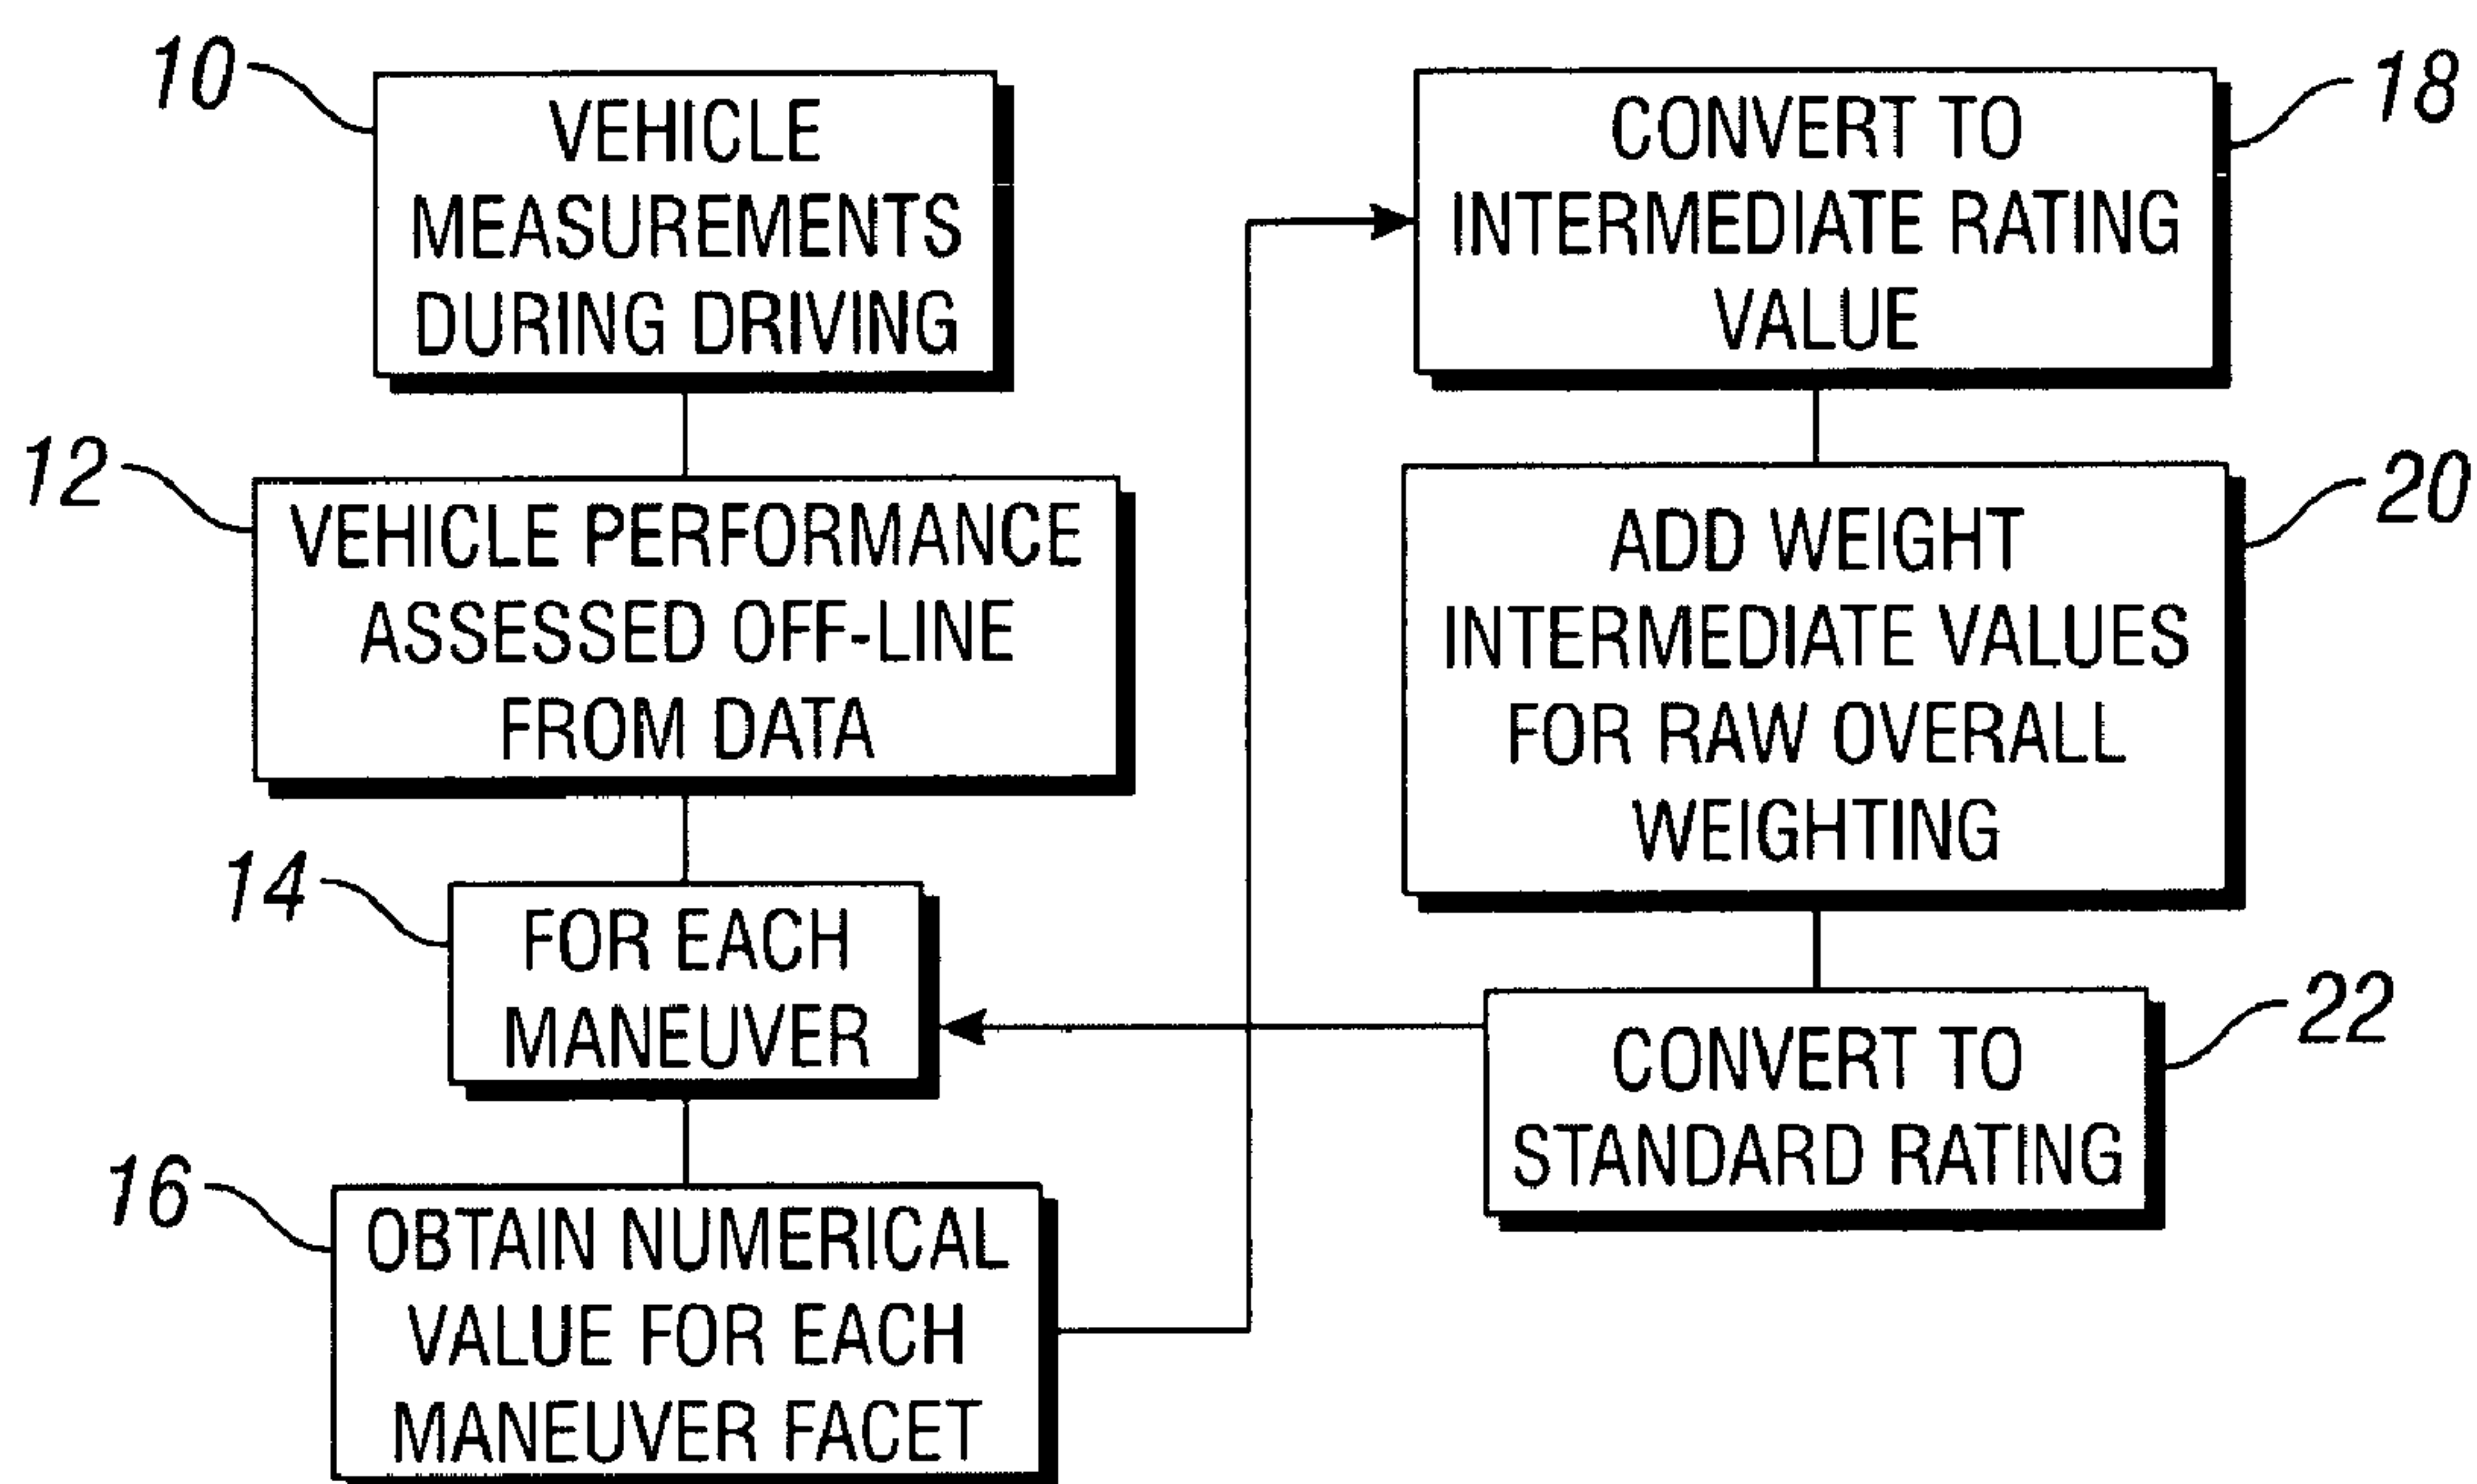 10
VEHICLE
MEASUREMENTS
DURING DRIVING
12
VEHICLE PERFORMANCE
ASSESSED OFF-LINE
FROM DATA
14
FOR EACH
MANEUVER
16
OBTAIN NUMERICAL
VALUE FOR EACH
MANEUVER FACET
18
CONVERT TO
INTERMEDIATE RATING
VALUE
20
ADD WEIGHT
INTERMEDIATE VALUES
FOR RAW OVERALL
WEIGHTING
22
CONVERT TO
STANDARD RATING